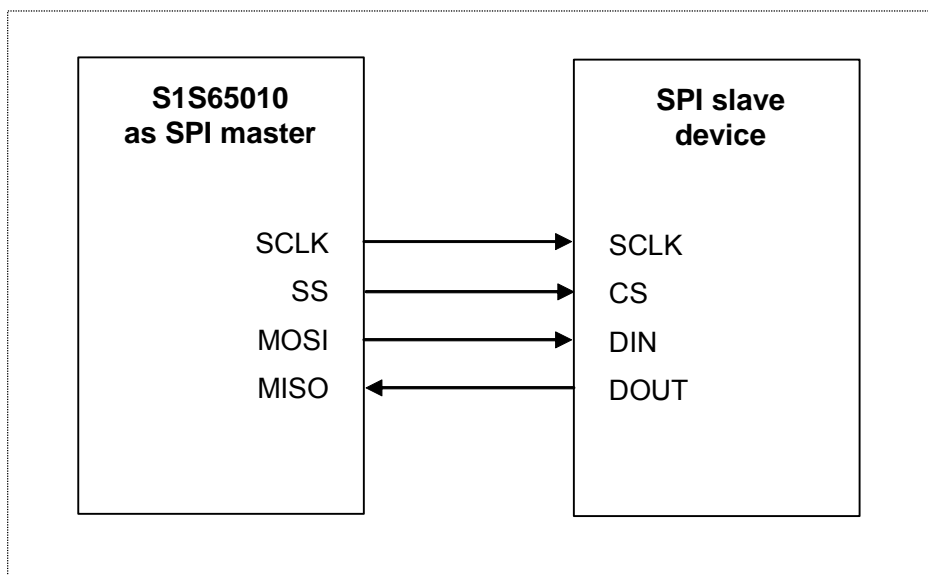 S1S65010
as SPI master
SCLK
SS
MOSI
MISO
SPI slave
device
SCLK
CS
DIN
DOUT